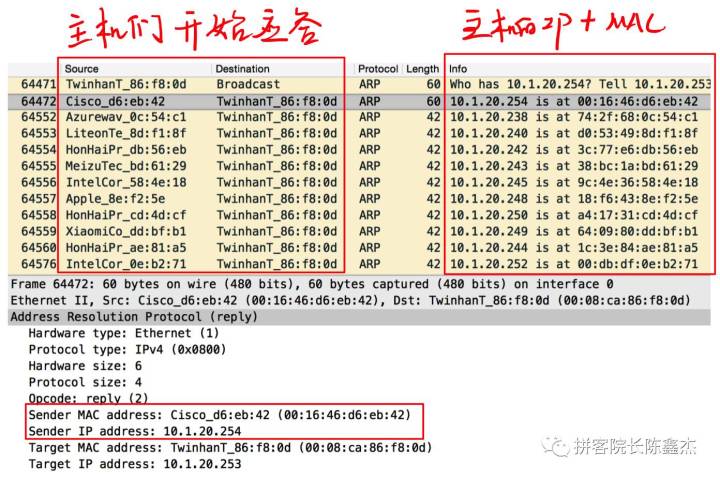 主机们开始应答
主机的IP+MAC
Source Destination Protocol Length Info
64471 TwinhanT_86:f8:0d Broadcast ARP 60 Who has 10.1.20.254? Tell 10.1.20.253
64472 Cisco_d6:eb:42 TwinhanT_86:f8:0d ARP 60 10.1.20.254 is at 00:16:46:d6:eb:42
64552 Azurewav_0c:54:c1 TwinhanT_86:f8:0d ARP 42 10.1.20.238 is at 74:2f:68:0c:54:c1
64553 LiteonTe_8d:f1:8f TwinhanT_86:f8:0d ARP 42 10.1.20.240 is at d0:53:49:8d:f1:8f
64554 HonHaiPr_db:56:eb TwinhanT_86:f8:0d ARP 42 10.1.20.242 is at 3c:77:e6:db:56:eb
64555 MeizuTec_bd:61:29 TwinhanT_86:f8:0d ARP 42 10.1.20.243 is at 38:bc:1a:bd:61:29
64556 IntelCor_58:4e:18 TwinhanT_86:f8:0d ARP 42 10.1.20.245 is at 9c:4e:36:58:4e:18
64557 Apple_8e:f2:5e TwinhanT_86:f8:0d ARP 42 10.1.20.248 is at 18:f6:43:8e:f2:5e
64558 HonHaiPr_cd:4d:cf TwinhanT_86:f8:0d ARP 42 10.1.20.250 is at a4:17:31:cd:4d:cf
64559 XiaomiCo_dd:bf:b1 TwinhanT_86:f8:0d ARP 42 10.1.20.249 is at 64:09:80:dd:bf:b1
64560 HonHaiPr_ae:81:a5 TwinhanT_86:f8:0d ARP 42 10.1.20.244 is at 1c:3e:84:ae:81:a5
64576 IntelCor_0e:b2:71 TwinhanT_86:f8:0d ARP 42 10.1.20.252 is at 00:db:df:0e:b2:71
Frame 64472: 60 bytes on wire (480 bits), 60 bytes captured (480 bits) on interface 0
Ethernet II, Src: Cisco_d6:eb:42 (00:16:46:d6:eb:42), Dst: TwinhanT_86:f8:0d (00:08:ca:86:f8:0d)
Address Resolution Protocol (reply)
Hardware type: Ethernet (1)
Protocol type: IPv4 (0x0800)
Hardware size: 6
Protocol size: 4
Opcode: reply (2)
Sender MAC address: Cisco_d6:eb:42 (00:16:46:d6:eb:42)
Sender IP address: 10.1.20.254
Target MAC address: TwinhanT_86:f8:0d (00:08:ca:86:f8:0d)
Target IP address: 10.1.20.253
拼客院长陈鑫杰